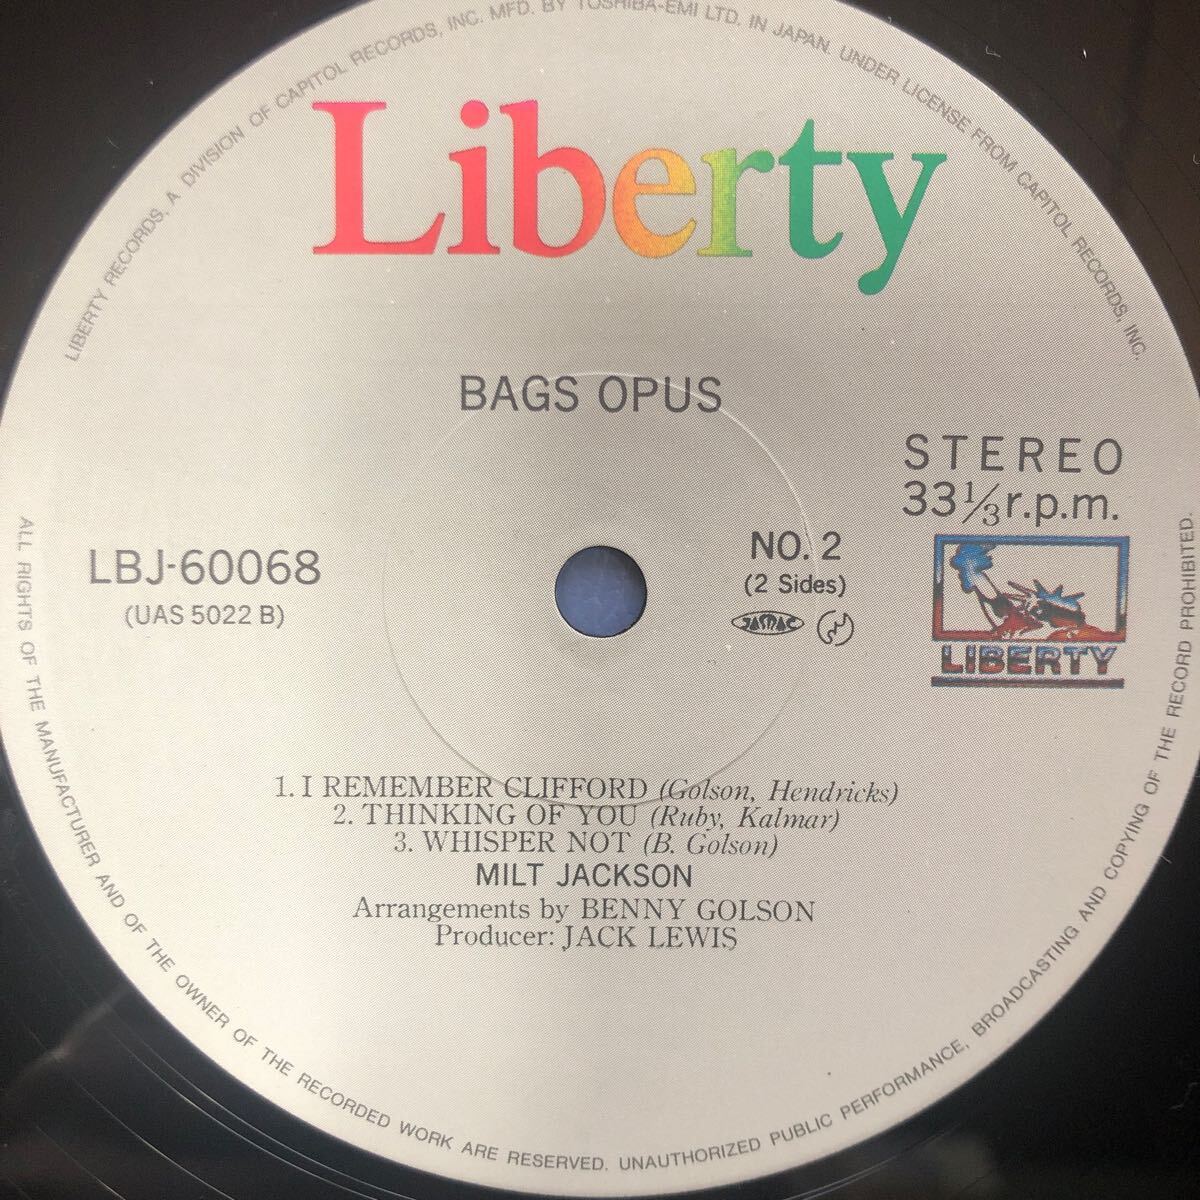 LIBERTY RECORDS, A DIVISION OF CAPITOL RECORDS, INC. MFD. BY TOSHIBA-EMI LTD. IN JAPAN. UNDER LICENSE FROM CAPITOL RECORDS, INC.
Liberty
BAGS OPUS
STEREO
33 1/3 r.p.m.
LBJ-60068
(UAS 5022 B)
NO. 2
(2 Sides)
JASRAC
LIBERTY
1. I REMEMBER CLIFFORD (Golson, Hendricks)
2. THINKING OF YOU (Ruby, Kalmar)
3. WHISPER NOT (B. Golson)
MILT JACKSON
Arrangements by BENNY GOLSON
Producer: JACK LEWIS
ALL RIGHTS OF THE MANUFACTURER AND OF THE OWNER OF THE RECORDED WORK ARE RESERVED. UNAUTHORIZED PUBLIC PERFORMANCE, BROADCASTING AND COPYING OF THE RECORD PROHIBITED.